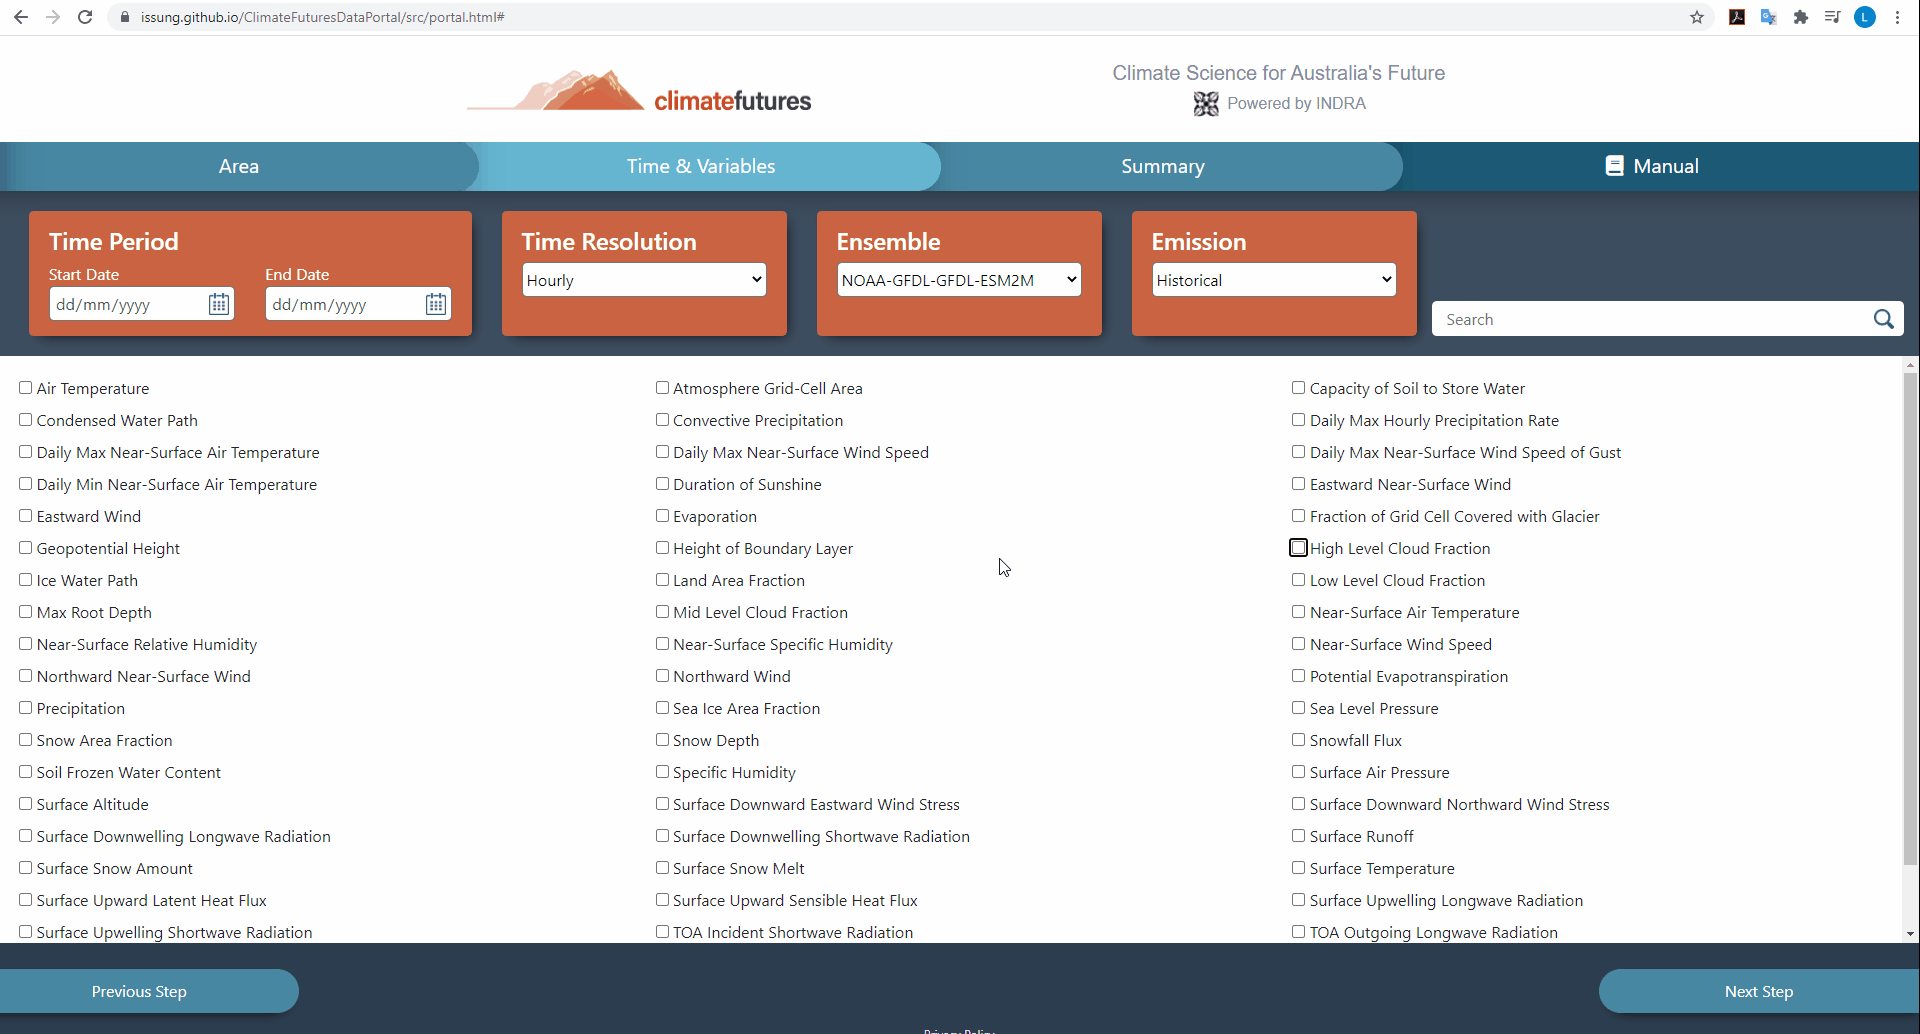 issung.github.io/ClimateFuturesDataPortal/src/portal.html#
L
climatefutures
Climate Science for Australia's Future
Powered by INDRA
Area
Time & Variables
Summary
Manual
Time Period
Start Date
End Date
dd/mm/yyyy
dd/mm/yyyy
Time Resolution
Hourly
Ensemble
NOAA-GFDL-GFDL-ESM2M
Emission
Historical
Search
Air Temperature
Atmosphere Grid-Cell Area
Capacity of Soil to Store Water
Condensed Water Path
Convective Precipitation
Daily Max Hourly Precipitation Rate
Daily Max Near-Surface Air Temperature
Daily Max Near-Surface Wind Speed
Daily Max Near-Surface Wind Speed of Gust
Daily Min Near-Surface Air Temperature
Duration of Sunshine
Eastward Near-Surface Wind
Eastward Wind
Evaporation
Fraction of Grid Cell Covered with Glacier
Geopotential Height
Height of Boundary Layer
High Level Cloud Fraction
Ice Water Path
Land Area Fraction
Low Level Cloud Fraction
Max Root Depth
Mid Level Cloud Fraction
Near-Surface Air Temperature
Near-Surface Relative Humidity
Near-Surface Specific Humidity
Near-Surface Wind Speed
Northward Near-Surface Wind
Northward Wind
Potential Evapotranspiration
Precipitation
Sea Ice Area Fraction
Sea Level Pressure
Snow Area Fraction
Snow Depth
Snowfall Flux
Soil Frozen Water Content
Specific Humidity
Surface Air Pressure
Surface Altitude
Surface Downward Eastward Wind Stress
Surface Downward Northward Wind Stress
Surface Downwelling Longwave Radiation
Surface Downwelling Shortwave Radiation
Surface Runoff
Surface Snow Amount
Surface Snow Melt
Surface Temperature
Surface Upward Latent Heat Flux
Surface Upward Sensible Heat Flux
Surface Upwelling Longwave Radiation
Surface Upwelling Shortwave Radiation
TOA Incident Shortwave Radiation
TOA Outgoing Longwave Radiation
Previous Step
Next Step
Privacy Policy